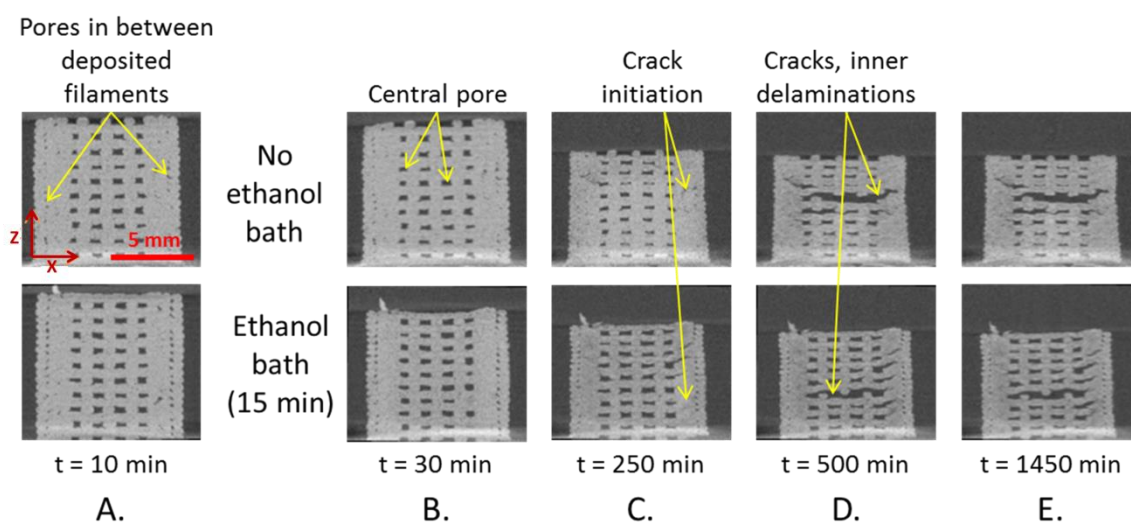 Pores in between
deposited
filaments
Central pore
Crack
initiation
Cracks, inner
delaminations
No
ethanol
bath
z
x
5 mm
Ethanol
bath
(15 min)
t = 10 min
t = 30 min
t = 250 min
t = 500 min
t = 1450 min
A.
B.
C.
D.
E.